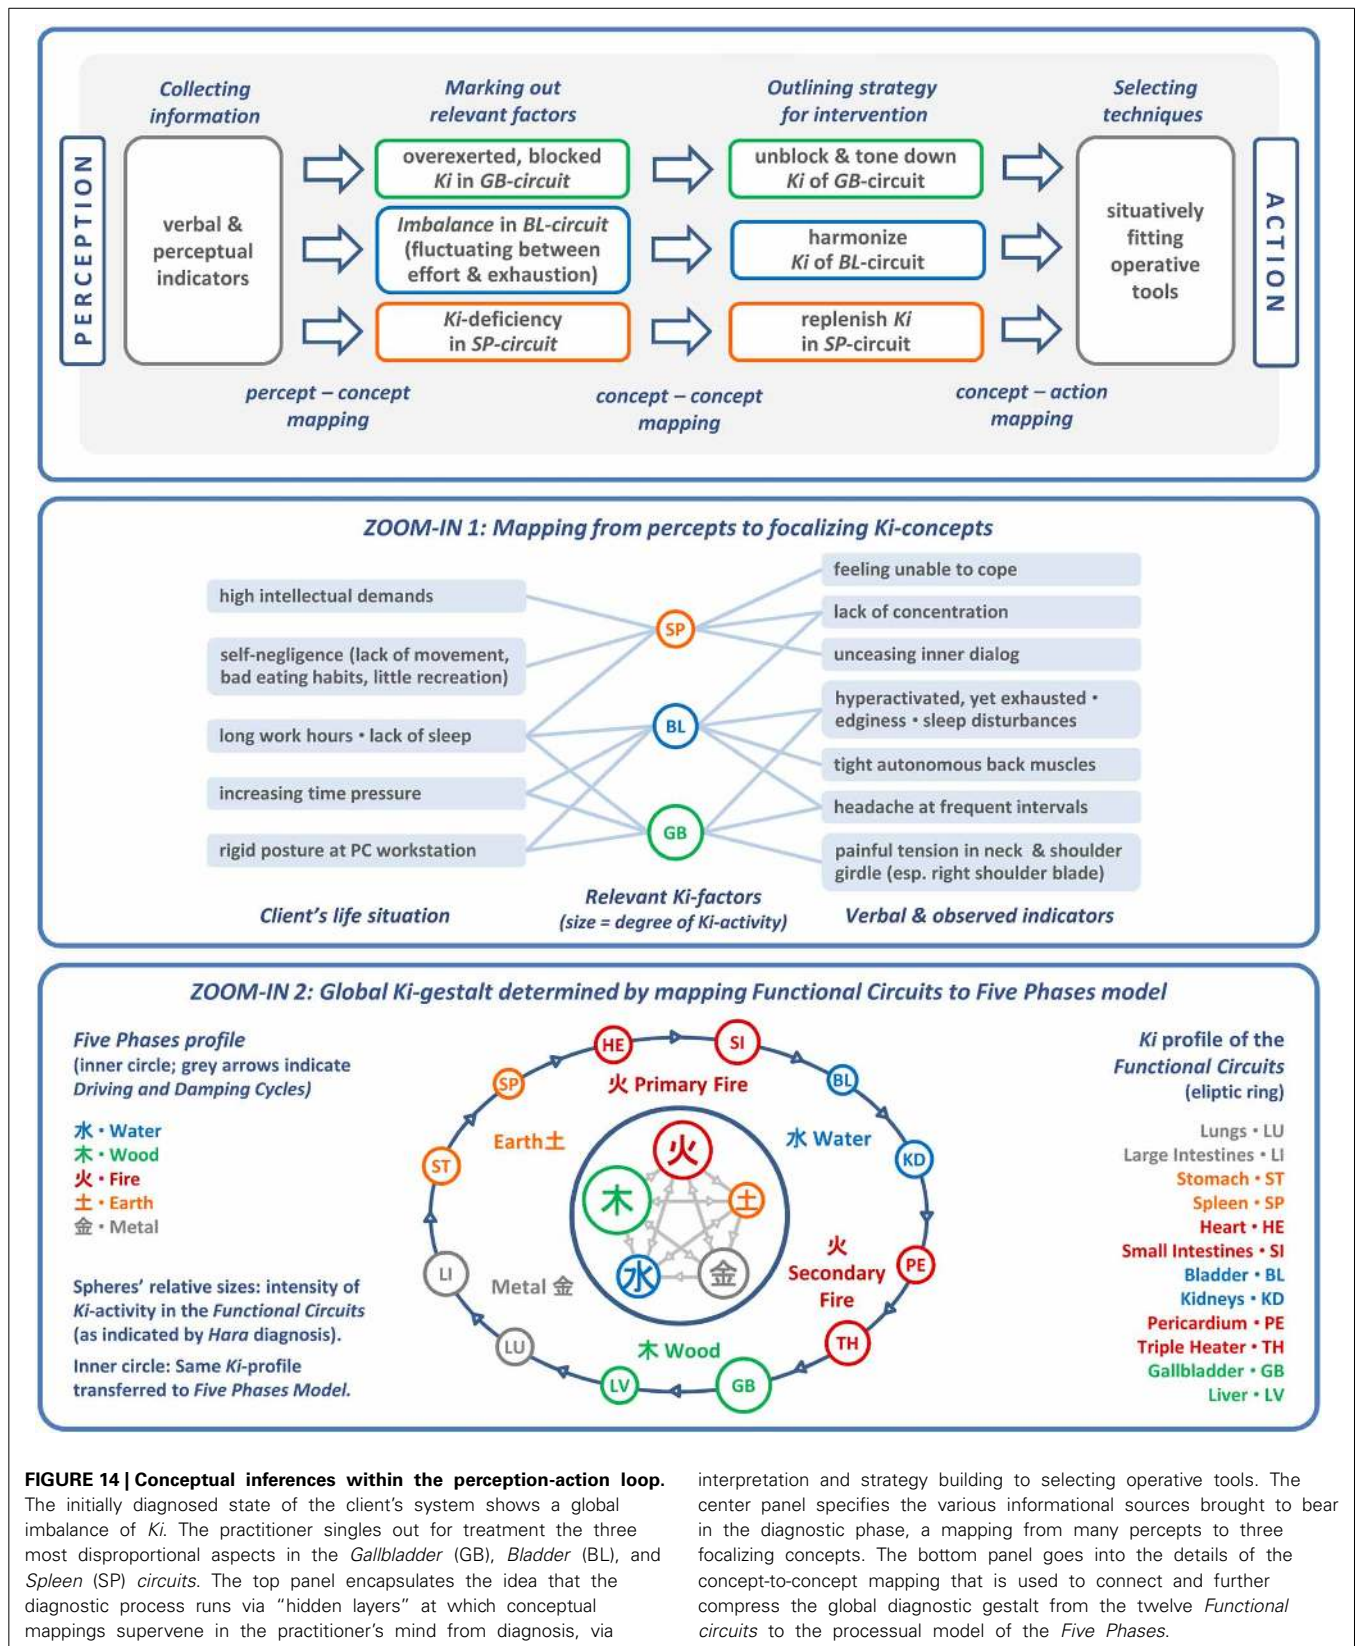 Collecting
information
Marking out
relevant factors
Outlining strategy
for intervention
Selecting
techniques
PERCEPTION
verbal &
perceptual
indicators
overexerted, blocked
Ki in GB-circuit
unblock & tone down
Ki of GB-circuit
Imbalance in BL-circuit
(fluctuating between
effort & exhaustion)
harmonize
Ki of BL-circuit
Ki-deficiency
in SP-circuit
replenish Ki
in SP-circuit
situatively
fitting
operative
tools
ACTION
percept – concept
mapping
concept – concept
mapping
concept – action
mapping
ZOOM-IN 1: Mapping from percepts to focalizing Ki-concepts
high intellectual demands
self-negligence (lack of movement,
bad eating habits, little recreation)
long work hours • lack of sleep
increasing time pressure
rigid posture at PC workstation
Client's life situation
SP
BL
GB
Relevant Ki-factors
(size = degree of Ki-activity)
feeling unable to cope
lack of concentration
unceasing inner dialog
hyperactivated, yet exhausted •
edginess • sleep disturbances
tight autonomous back muscles
headache at frequent intervals
painful tension in neck & shoulder
girdle (esp. right shoulder blade)
Verbal & observed indicators
ZOOM-IN 2: Global Ki-gestalt determined by mapping Functional Circuits to Five Phases model
Five Phases profile
(inner circle; grey arrows indicate
Driving and Damping Cycles)
水 • Water
木 • Wood
火 • Fire
土 • Earth
金 • Metal
Spheres' relative sizes: intensity of
Ki-activity in the Functional Circuits
(as indicated by Hara diagnosis).
Inner circle: Same Ki-profile
transferred to Five Phases Model.
HE
SI
BL
KD
PE
TH
GB
LV
LU
LI
ST
SP
火 Primary Fire
水 Water
火
Secondary
Fire
木 Wood
Metal 金
Earth土
火
土
金
水
木
Ki profile of the
Functional Circuits
(eliptic ring)
Lungs • LU
Large Intestines • LI
Stomach • ST
Spleen • SP
Heart • HE
Small Intestines • SI
Bladder • BL
Kidneys • KD
Pericardium • PE
Triple Heater • TH
Gallbladder • GB
Liver • LV
FIGURE 14 | Conceptual inferences within the perception-action loop.
The initially diagnosed state of the client's system shows a global
imbalance of Ki. The practitioner singles out for treatment the three
most disproportional aspects in the Gallbladder (GB), Bladder (BL), and
Spleen (SP) circuits. The top panel encapsulates the idea that the
diagnostic process runs via "hidden layers" at which conceptual
mappings supervene in the practitioner's mind from diagnosis, via
interpretation and strategy building to selecting operative tools. The
center panel specifies the various informational sources brought to bear
in the diagnostic phase, a mapping from many percepts to three
focalizing concepts. The bottom panel goes into the details of the
concept-to-concept mapping that is used to connect and further
compress the global diagnostic gestalt from the twelve Functional
circuits to the processual model of the Five Phases.